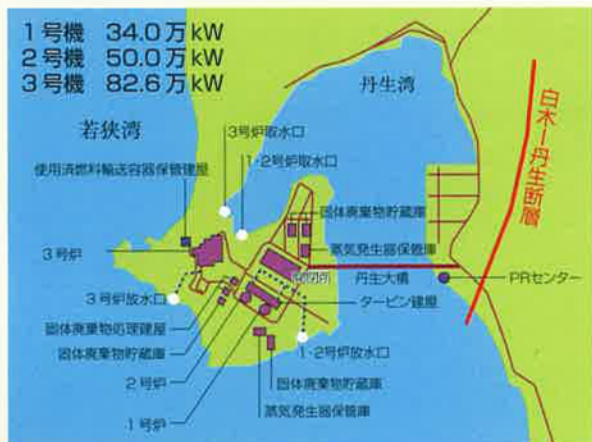 1号機 34.0万kW
2号機 50.0万kW
3号機 82.6万kW
丹生湾
若狭湾
白木ー丹生断層
3号炉取水口
1・2号炉取水口
使用済燃料輸送容器保管建屋
固体廃棄物貯蔵庫
3号炉
蒸気発生器保管庫
丹生大橋
PRセンター
3号炉放水口
タービン建屋
固体廃棄物処理建屋
固体廃棄物貯蔵庫
1・2号炉放水口
2号炉
固体廃棄物貯蔵庫
1号炉
蒸気発生器保管庫